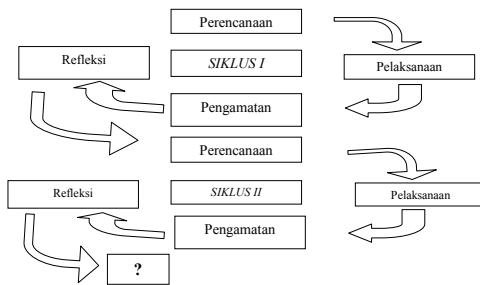 Perencanaan
Refleksi
SIKLUS I
Pelaksanaan
Pengamatan
Perencanaan
Refleksi
SIKLUS II
Pelaksanaan
Pengamatan
?